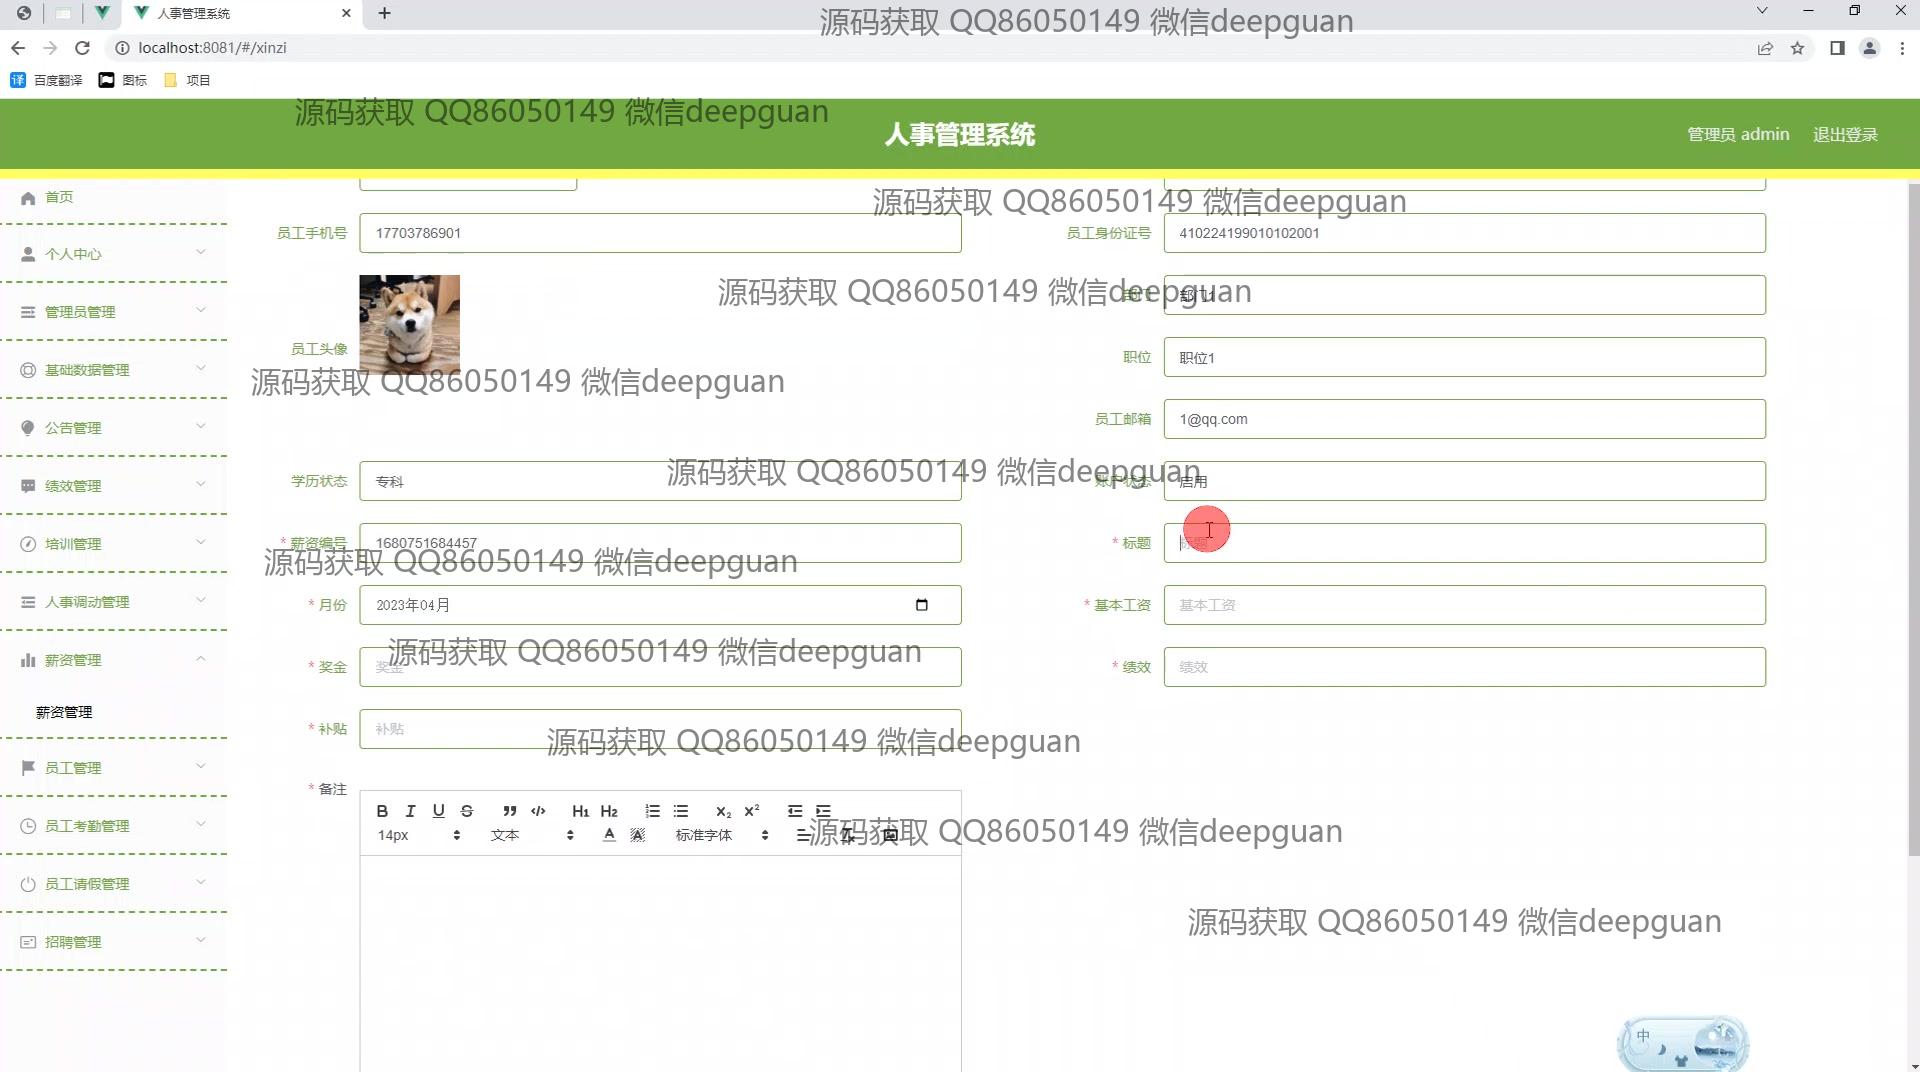 人事管理系统
源码获取 QQ86050149 微信deepguan
localhost:8081/#/xinzi
百度翻译 图标 项目
源码获取 QQ86050149 微信deepguan
人事管理系统
管理员 admin 退出登录
首页
源码获取 QQ86050149 微信deepguan
员工手机号 17703786901 员工身份证号 410224199010102001
个人中心
源码获取 QQ86050149 微信deepguan
部门1
管理员管理
员工头像 职位 职位1
基础数据管理
源码获取 QQ86050149 微信deepguan
员工邮箱 1@qq.com
公告管理
源码获取 QQ86050149 微信deepguan
学历状态 专科 账户状态 启用
绩效管理
* 薪资编号 1680751684457 * 标题 标题
培训管理
源码获取 QQ86050149 微信deepguan
* 月份 2023年04月 * 基本工资 基本工资
人事调动管理
源码获取 QQ86050149 微信deepguan
* 奖金 奖金 * 绩效 绩效
薪资管理
薪资管理
* 补贴 补贴
源码获取 QQ86050149 微信deepguan
员工管理
* 备注
B I U S H1 H2 X2 X2
14px 文本 A A 标准字体
源码获取 QQ86050149 微信deepguan
员工考勤管理
员工请假管理
源码获取 QQ86050149 微信deepguan
招聘管理
中